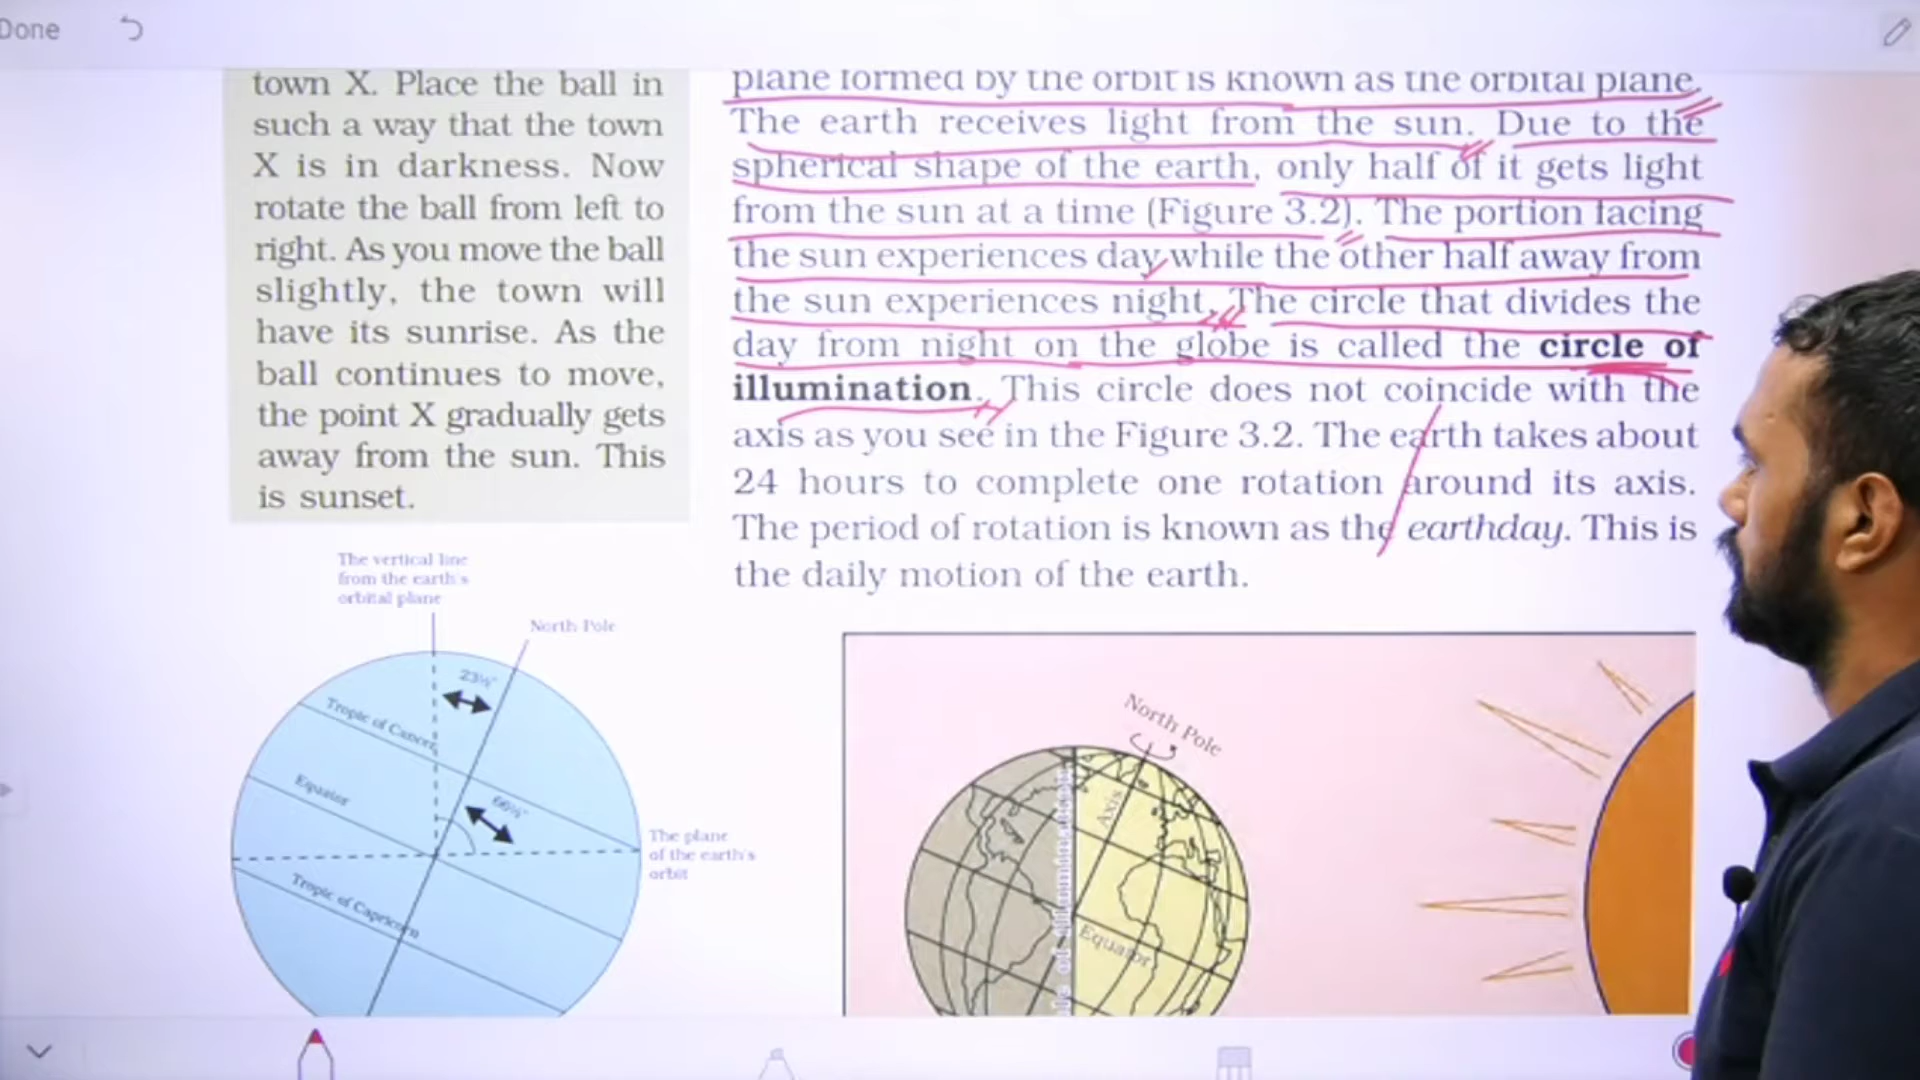 Done
town X. Place the ball in
such a way that the town
X is in darkness. Now
rotate the ball from left to
right. As you move the ball
slightly, the town will
have its sunrise. As the
ball continues to move,
the point X gradually gets
away from the sun. This
is sunset.
plane formed by the orbit is known as the orbital plane.
The earth receives light from the sun. Due to the
spherical shape of the earth, only half of it gets light
from the sun at a time (Figure 3.2). The portion facing
the sun experiences day while the other half away from
the sun experiences night. The circle that divides the
day from night on the globe is called the circle of
illumination. This circle does not coincide with the
axis as you see in the Figure 3.2. The earth takes about
24 hours to complete one rotation around its axis.
The period of rotation is known as the earthday. This is
the daily motion of the earth.
The vertical line
from the earth's
orbital plane
North Pole
23½°
Tropic of Cancer
Equator
66½°
The plane
of the earth's
orbit
Tropic of Capricorn
North Pole
Axis
Equator